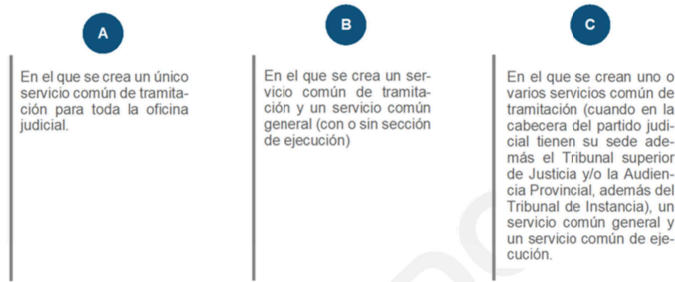 A
En el que se crea un único
servicio común de tramita-
ción para toda la oficina
judicial.
B
En el que se crea un ser-
vicio común de tramita-
ción y un servicio común
general (con o sin sección
de ejecución)
C
En el que se crean uno o
varios servicios común de
tramitación (cuando en la
cabecera del partido judi-
cial tienen su sede ade-
más el Tribunal superior
de Justicia y/o la Audien-
cia Provincial, además del
Tribunal de Instancia), un
servicio común general y
un servicio común de eje-
cución.